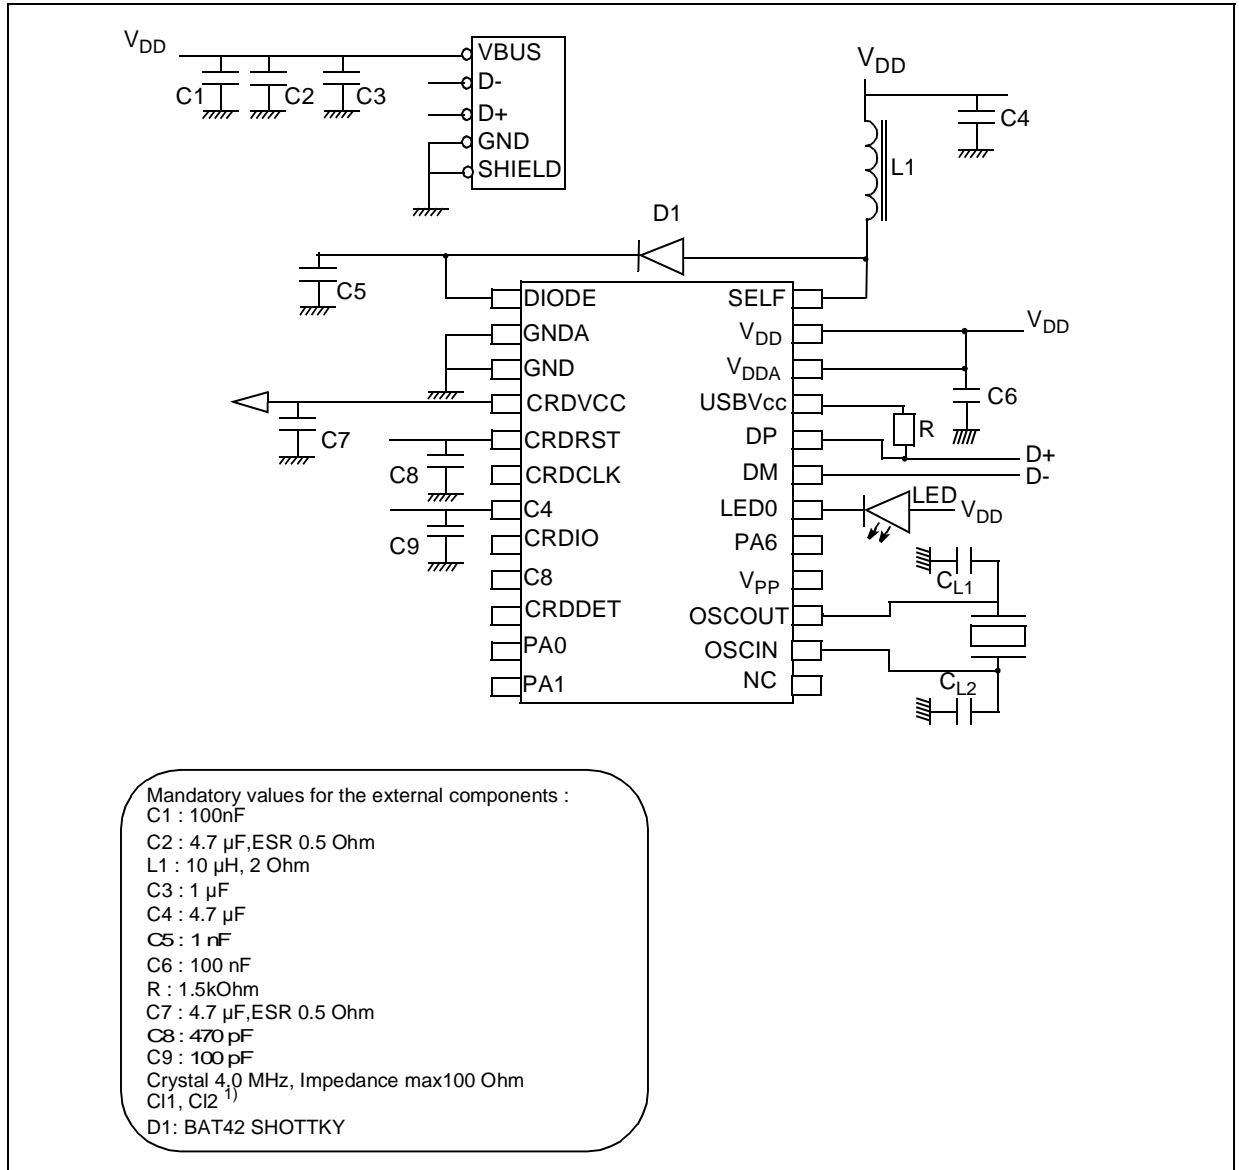 VDD
VBUS
D-
D+
GND
SHIELD
C1
C2
C3
VDD
C4
L1
D1
C5
DIODE
GNDA
GND
CRDVCC
CRDRST
CRDCLK
C4
CRDIO
C8
CRDDET
PA0
PA1
SELF
VDD
VDDA
USBVcc
DP
DM
LED0
PA6
VPP
OSCOUT
OSCIN
NC
VDD
C6
R
D+
D-
LED
VDD
CL1
CL2
C7
C8
C9
Mandatory values for the external components :
C1 : 100nF
C2 : 4.7 µF,ESR 0.5 Ohm
L1 : 10 µH, 2 Ohm
C3 : 1 µF
C4 : 4.7 µF
C5 : 1 nF
C6 : 100 nF
R : 1.5kOhm
C7 : 4.7 µF,ESR 0.5 Ohm
C8 : 470 pF
C9 : 100 pF
Crystal 4.0 MHz, Impedance max100 Ohm
Cl1, Cl2 1)
D1: BAT42 SHOTTKY